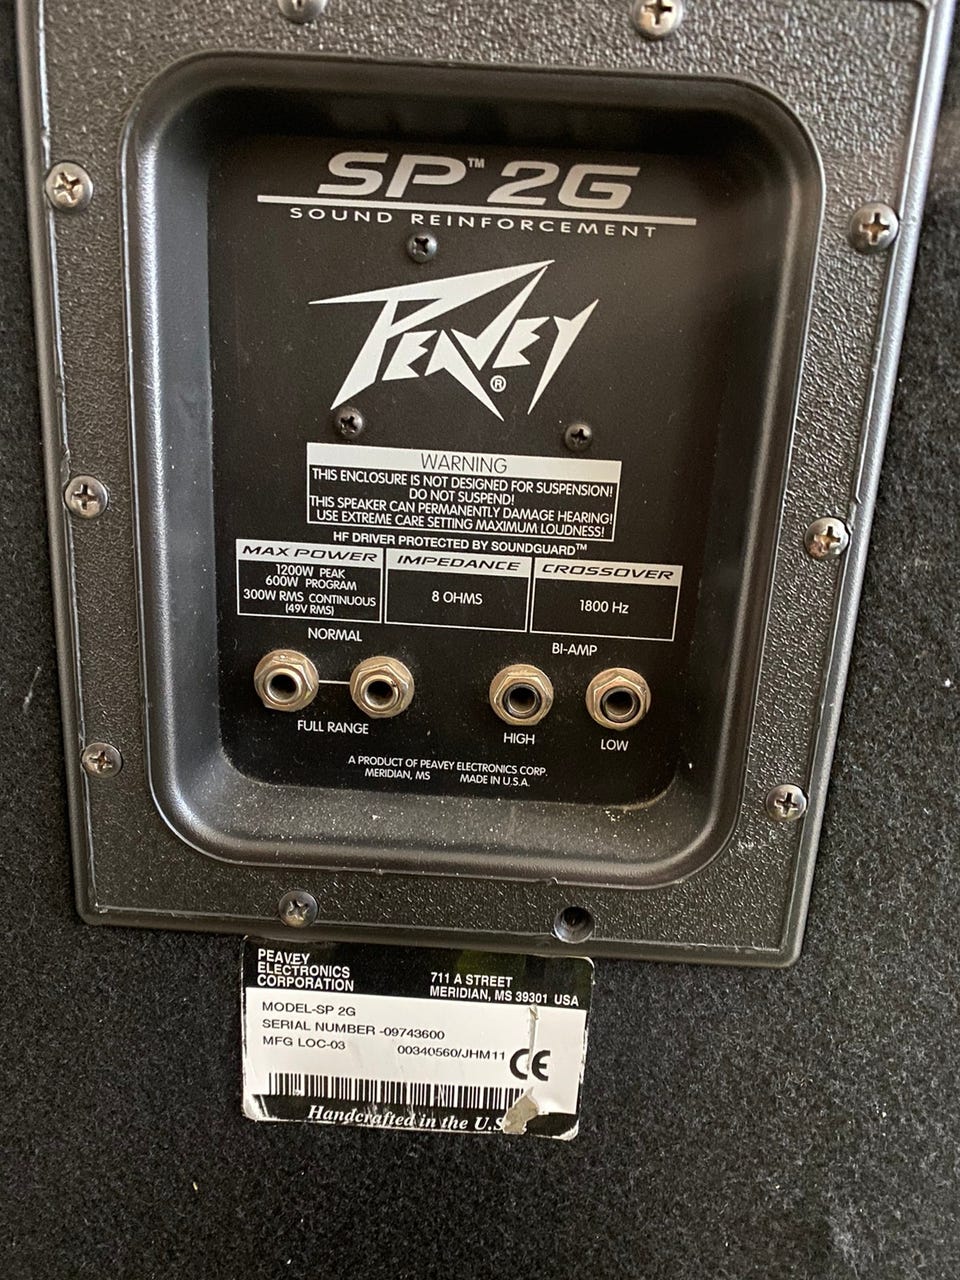 SP™ 2G
SOUND REINFORCEMENT
PEAVEY®
WARNING
THIS ENCLOSURE IS NOT DESIGNED FOR SUSPENSION!
DO NOT SUSPEND!
THIS SPEAKER CAN PERMANENTLY DAMAGE HEARING!
USE EXTREME CARE SETTING MAXIMUM LOUDNESS!
HF DRIVER PROTECTED BY SOUNDGUARD™
MAX POWER
1200W PEAK
600W PROGRAM
300W RMS CONTINUOUS
(49V RMS)
IMPEDANCE
8 OHMS
CROSSOVER
1800 Hz
NORMAL
BI-AMP
FULL RANGE
HIGH
LOW
A PRODUCT OF PEAVEY ELECTRONICS CORP.
MERIDIAN, MS MADE IN U.S.A.
PEAVEY
ELECTRONICS
CORPORATION
711 A STREET
MERIDIAN, MS 39301 USA
MODEL-SP 2G
SERIAL NUMBER -09743600
MFG LOC-03 00340560/JHM11
CE
Handcrafted in the U.S.